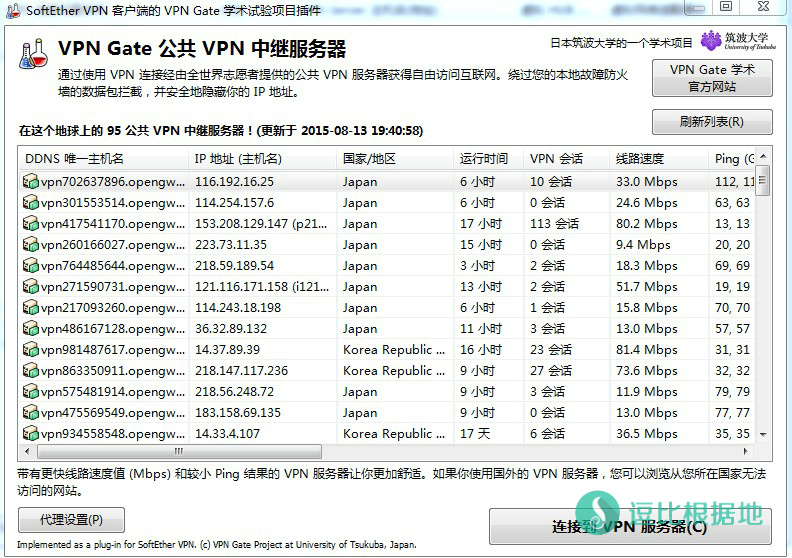 SoftEther VPN 客户端的 VPN Gate 学术试验项目插件
VPN Gate 公共 VPN 中继服务器
日本筑波大学的一个学术项目
筑波大学
University of Tsukuba
通过使用 VPN 连接经由全世界志愿者提供的公共 VPN 服务器获得自由访问互联网。绕过您的本地故障防火
墙的数据包拦截，并安全地隐藏你的 IP 地址。
VPN Gate 学术
官方网站
刷新列表(R)
在这个地球上的 95 公共 VPN 中继服务器！(更新于 2015-08-13 19:40:58)
DDNS 唯一主机名 IP 地址 (主机名) 国家/地区 运行时间 VPN 会话 线路速度 Ping (G
vpn702637896.opengw... 116.192.16.25 Japan 6 小时 10 会话 33.0 Mbps 112, 11
vpn301553514.opengw... 114.254.157.6 Japan 6 小时 0 会话 24.6 Mbps 63, 63
vpn417541170.opengw... 153.208.129.147 (p21... Japan 17 小时 113 会话 80.2 Mbps 13, 13
vpn260166027.opengw... 223.73.11.35 Japan 15 小时 0 会话 9.4 Mbps 20, 20
vpn764485644.opengw... 218.59.189.54 Japan 3 小时 2 会话 18.3 Mbps 69, 69
vpn271590731.opengw... 121.116.171.158 (i121... Japan 13 小时 2 会话 51.7 Mbps 19, 19
vpn217093260.opengw... 114.243.18.198 Japan 6 小时 1 会话 15.8 Mbps 70, 70
vpn486167128.opengw... 36.32.89.132 Japan 11 小时 3 会话 13.0 Mbps 57, 57
vpn981487617.opengw... 14.37.89.39 Korea Republic ... 16 小时 23 会话 81.4 Mbps 31, 31
vpn863350911.opengw... 218.147.117.236 Korea Republic ... 9 小时 27 会话 73.6 Mbps 32, 32
vpn575481914.opengw... 218.56.248.72 Japan 9 小时 3 会话 11.9 Mbps 79, 79
vpn475569549.opengw... 183.158.69.135 Japan 9 小时 0 会话 13.0 Mbps 77, 77
vpn934558548.opengw... 14.33.4.107 Korea Republic ... 17 天 6 会话 36.5 Mbps 35, 35
带有更快线路速度值 (Mbps) 和较小 Ping 结果的 VPN 服务器让你更加舒适。如果你使用国外的 VPN 服务器，您可以浏览从您所在国家无法
访问的网站。
代理设置(P)
连接到 VPN 服务器(C)
逗比根据地
Implemented as a plug-in for SoftEther VPN. (c) VPN Gate Project at University of Tsukuba, Japan.